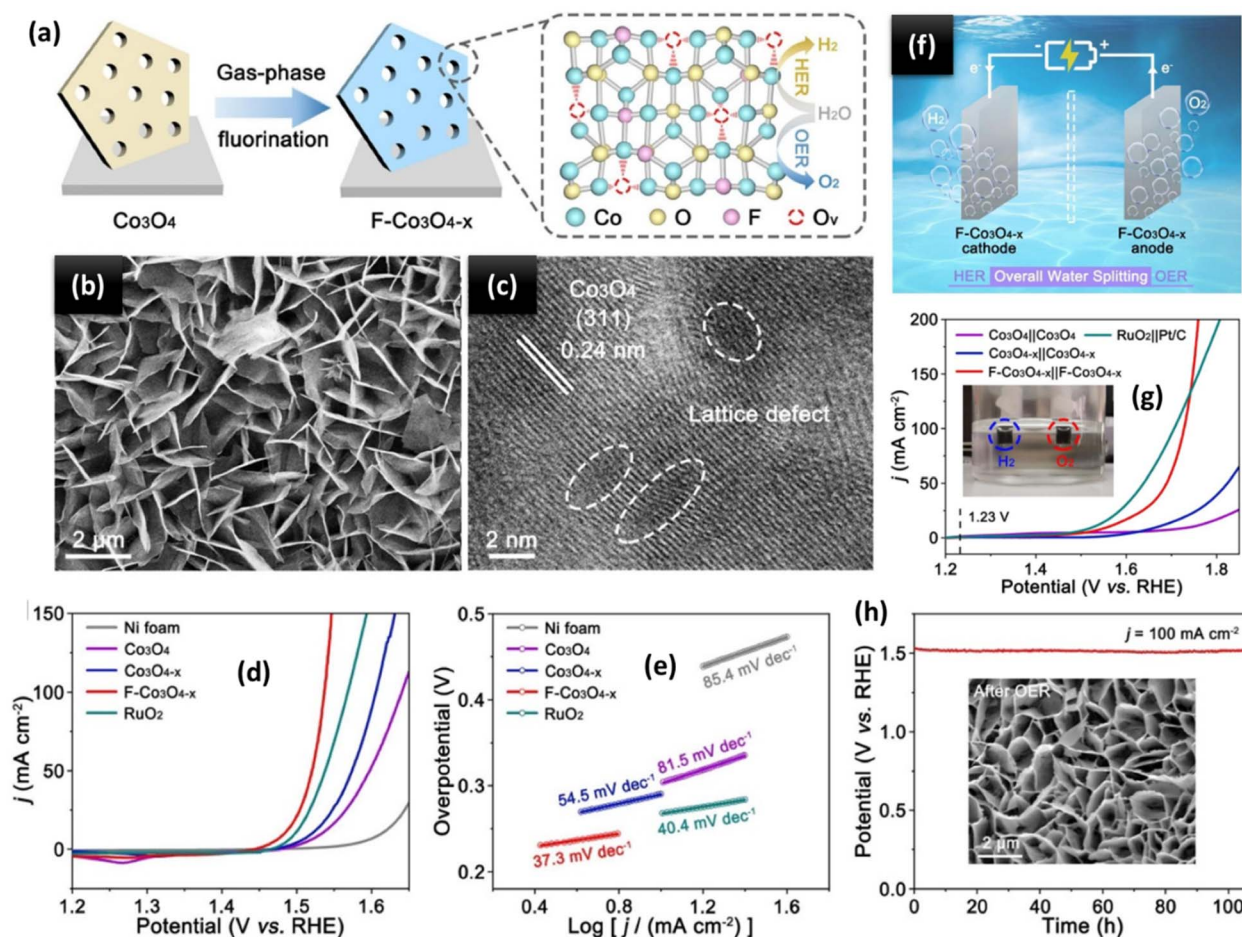 (a)
Gas-phase
fluorination
Co₃O₄
F-Co₃O₄-x
H₂
HER
H₂O
OER
O₂
Co O F Oᵥ
(f)
- +
e⁻ e⁻
H₂ O₂
F-Co₃O₄-x F-Co₃O₄-x
cathode anode
HER Overall Water Splitting OER
(b)
2 μm
(c)
Co₃O₄
(311)
0.24 nm
Lattice defect
2 nm
200
150
100
50
0
j (mA cm⁻²)
Co₃O₄||Co₃O₄ RuO₂||Pt/C
Co₃O₄-x||Co₃O₄-x
F-Co₃O₄-x||F-Co₃O₄-x
(g)
H₂ O₂
1.23 V
1.2 1.4 1.6 1.8
Potential (V vs. RHE)
150
100
50
0
j (mA cm⁻²)
Ni foam
Co₃O₄
Co₃O₄-x
F-Co₃O₄-x
RuO₂
(d)
1.2 1.3 1.4 1.5 1.6
Potential (V vs. RHE)
0.5
0.4
0.3
0.2
Overpotential (V)
Ni foam
Co₃O₄
Co₃O₄-x
F-Co₃O₄-x
RuO₂
(e)
85.4 mV dec⁻¹
81.5 mV dec⁻¹
54.5 mV dec⁻¹
40.4 mV dec⁻¹
37.3 mV dec⁻¹
0.4 0.8 1.2 1.6
Log [ j / (mA cm⁻²) ]
(h)
1.5
1.0
0.5
0.0
Potential (V vs. RHE)
j = 100 mA cm⁻²
After OER
2 μm
0 20 40 60 80 100
Time (h)